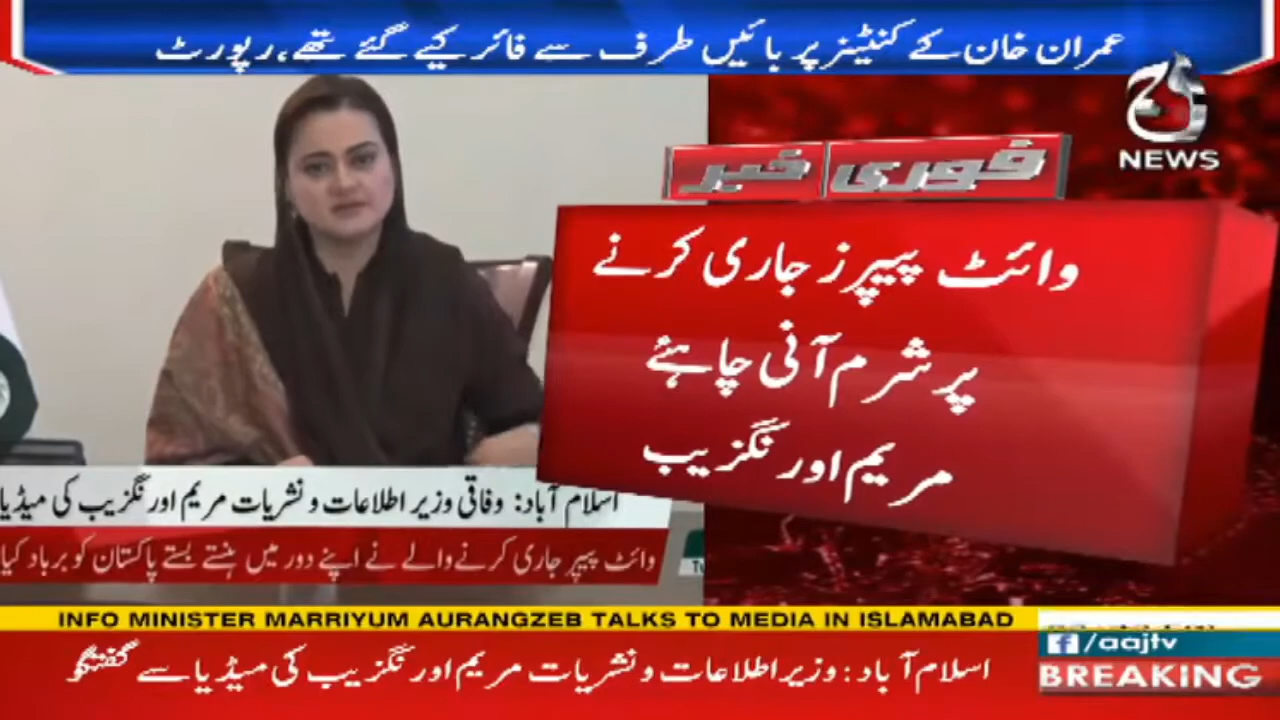 عمران خان کے کنٹینر پر بائیں طرف سے فائر کیے گئے تھے، رپورٹ
آج
NEWS
فوری خبر
وائٹ پیپرز جاری کرنے
پر شرم آنی چاہئے
مریم اورنگزیب
اسلام آباد: وفاقی وزیر اطلاعات و نشریات مریم اورنگزیب کی میڈیا
وائٹ پیپر جاری کرنے والے نے اپنے دور میں ہنستے بستے پاکستان کو برباد کیا
INFO MINISTER MARRIYUM AURANGZEB TALKS TO MEDIA IN ISLAMABAD
/aajtv
اسلام آباد: وزیر اطلاعات و نشریات مریم اورنگزیب کی میڈیا سے گفتگو
BREAKING